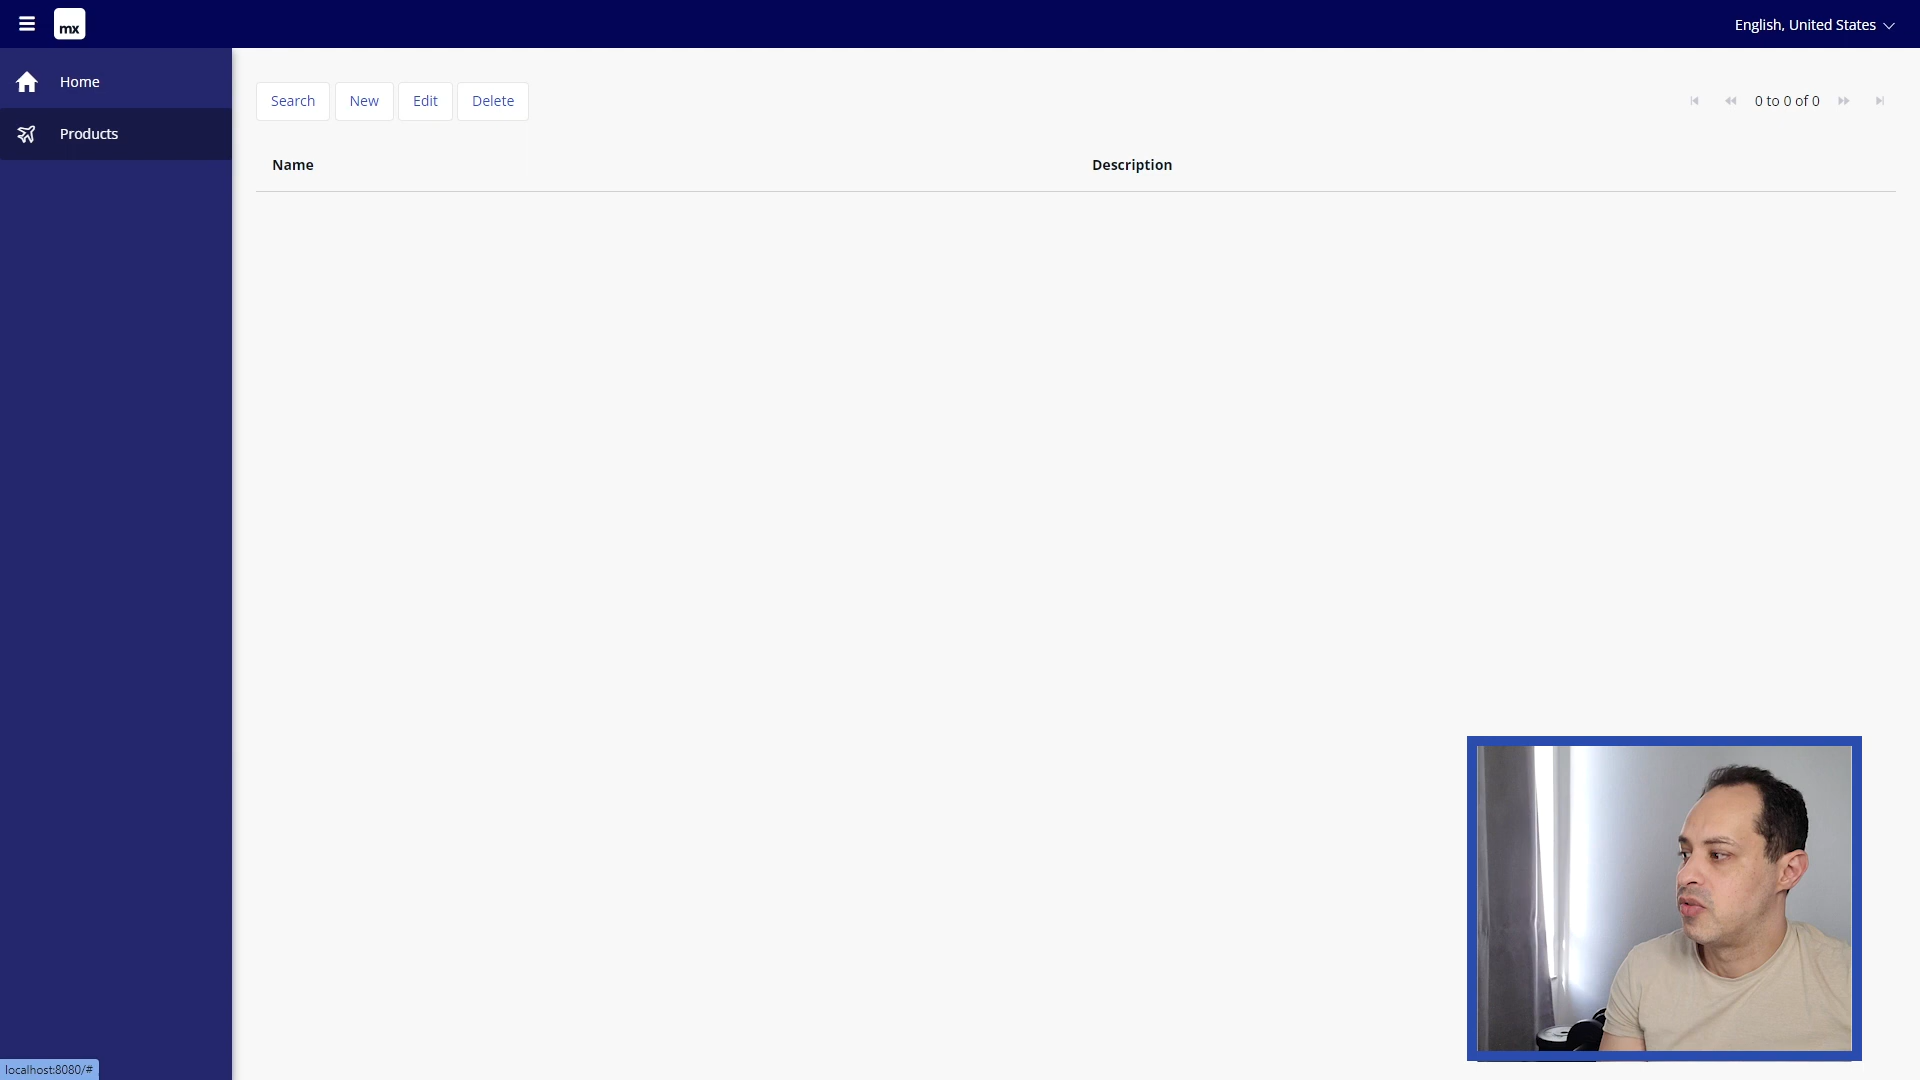 mx
English, United States
Home
Products
Search New Edit Delete
0 to 0 of 0
Name Description
localhost:8080/#